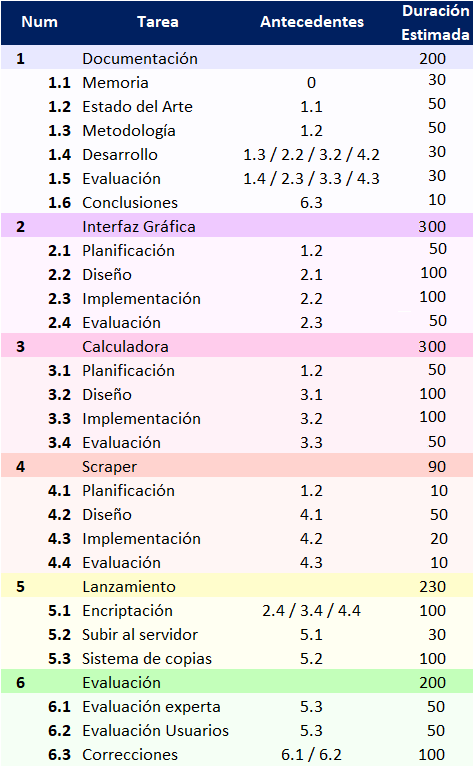 Num Tarea Antecedentes Duración Estimada
1 Documentación 200
1.1 Memoria 0 30
1.2 Estado del Arte 1.1 50
1.3 Metodología 1.2 50
1.4 Desarrollo 1.3 / 2.2 / 3.2 / 4.2 30
1.5 Evaluación 1.4 / 2.3 / 3.3 / 4.3 30
1.6 Conclusiones 6.3 10
2 Interfaz Gráfica 300
2.1 Planificación 1.2 50
2.2 Diseño 2.1 100
2.3 Implementación 2.2 100
2.4 Evaluación 2.3 50
3 Calculadora 300
3.1 Planificación 1.2 50
3.2 Diseño 3.1 100
3.3 Implementación 3.2 100
3.4 Evaluación 3.3 50
4 Scraper 90
4.1 Planificación 1.2 10
4.2 Diseño 4.1 50
4.3 Implementación 4.2 20
4.4 Evaluación 4.3 10
5 Lanzamiento 230
5.1 Encriptación 2.4 / 3.4 / 4.4 100
5.2 Subir al servidor 5.1 30
5.3 Sistema de copias 5.2 100
6 Evaluación 200
6.1 Evaluación experta 5.3 50
6.2 Evaluación Usuarios 5.3 50
6.3 Correcciones 6.1 / 6.2 100